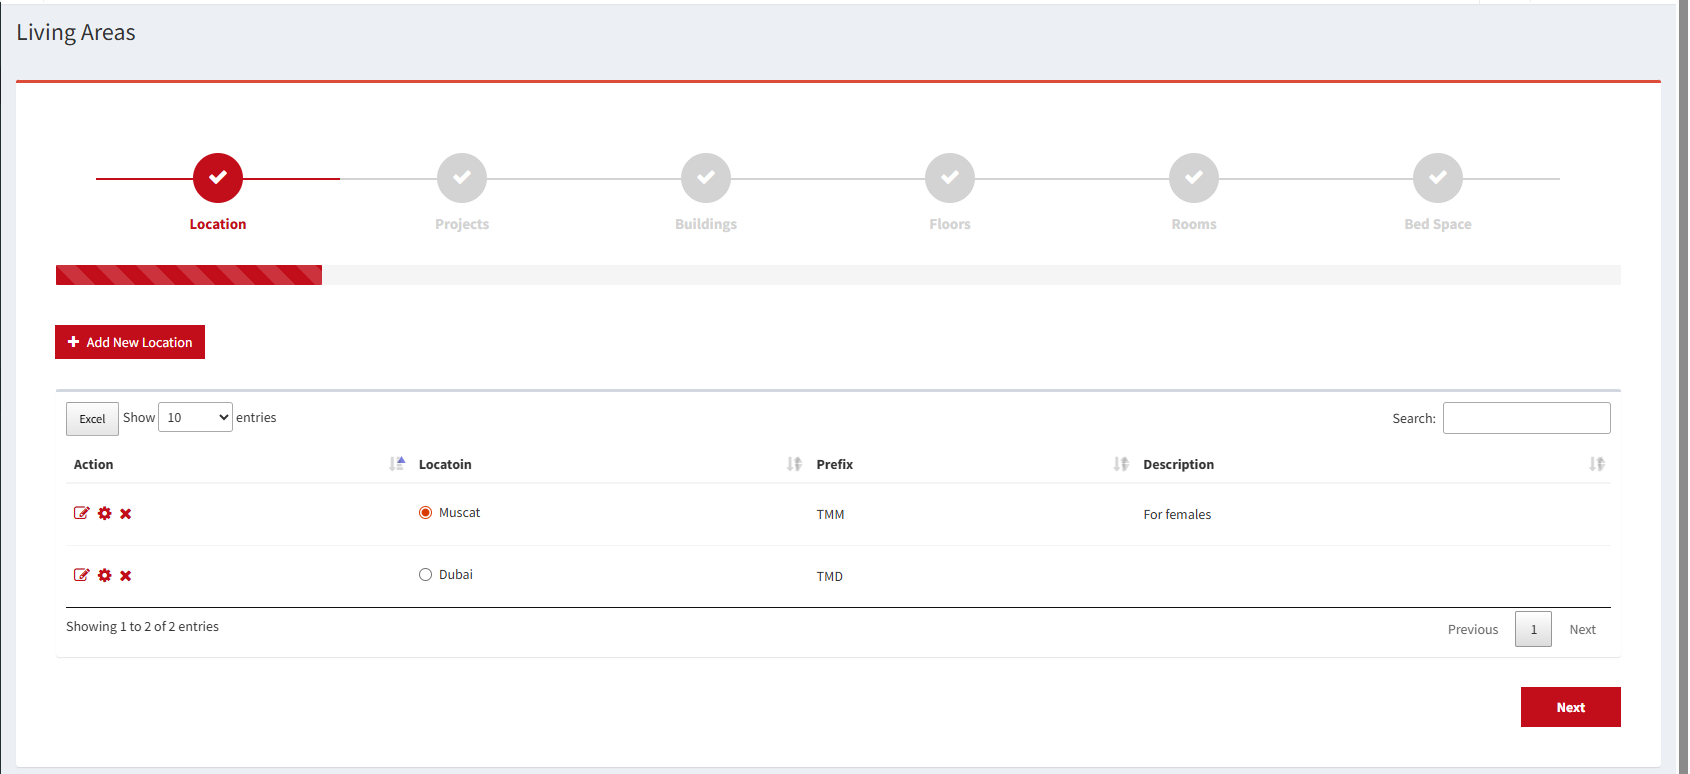 Living Areas
Location
Projects
Buildings
Floors
Rooms
Bed Space
Add New Location
Excel Show 10 entries
Search:
Action Locatoin Prefix Description
Muscat TMM For females
Dubai TMD
Showing 1 to 2 of 2 entries
Previous 1 Next
Next